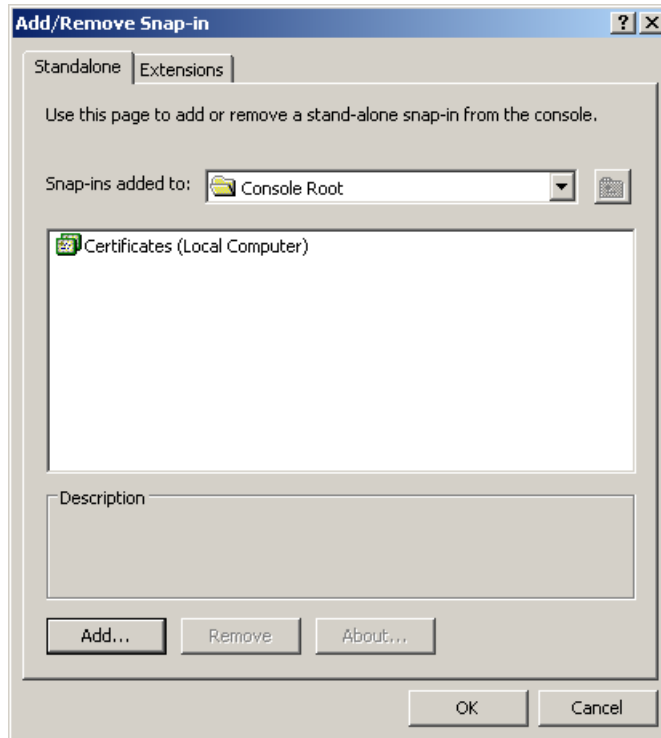 Add/Remove Snap-in
Standalone
Extensions
Use this page to add or remove a stand-alone snap-in from the console.
Snap-ins added to:
Console Root
Certificates (Local Computer)
Description
Add...
Remove
About...
OK
Cancel